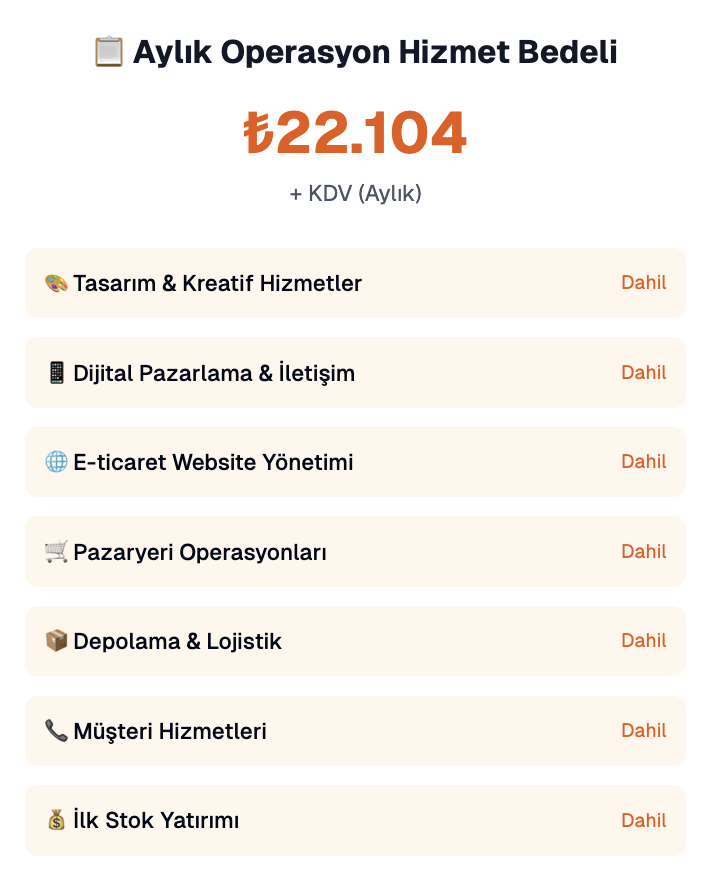 Aylık Operasyon Hizmet Bedeli
₺22.104
+ KDV (Aylık)
Tasarım & Kreatif Hizmetler Dahil
Dijital Pazarlama & İletişim Dahil
E-ticaret Website Yönetimi Dahil
Pazaryeri Operasyonları Dahil
Depolama & Lojistik Dahil
Müşteri Hizmetleri Dahil
İlk Stok Yatırımı Dahil